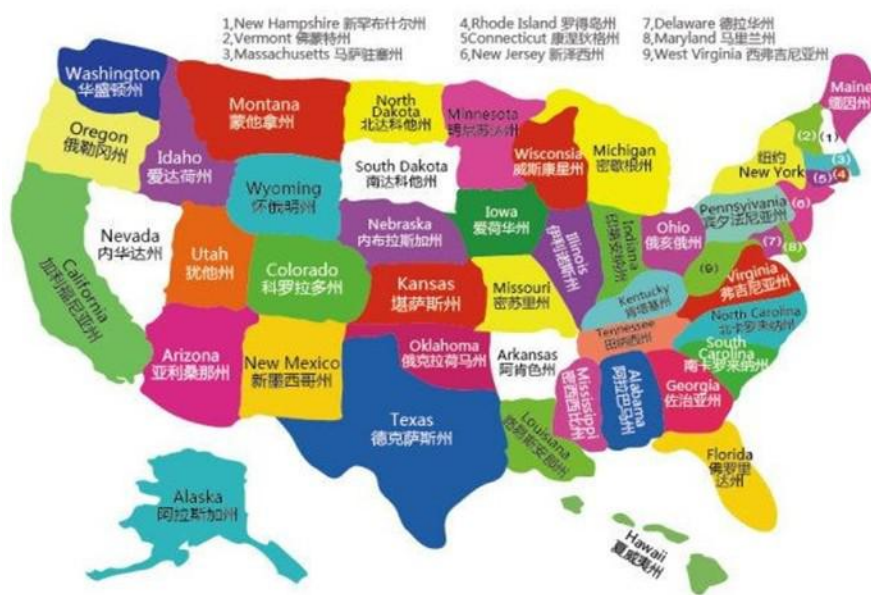 1,New Hampshire 新罕布什尔州
2,Vermont 佛蒙特州
3,Massachusetts 马萨驻塞州
4,Rhode Island 罗得岛州
5Connecticut 康涅狄格州
6,New Jersey 新泽西州
7,Delaware 德拉华州
8,Maryland 马里兰州
9,West Virginia 西弗吉尼亚州
Washington
华盛顿州
Oregon
俄勒冈州
California
加利福尼亚州
Nevada
内华达州
Idaho
爱达荷州
Montana
蒙他拿州
Wyoming
怀俄明州
Utah
犹他州
Colorado
科罗拉多州
Arizona
亚利桑那州
New Mexico
新墨西哥州
North
Dakota
北达科他州
South Dakota
南达科他州
Nebraska
内布拉斯加州
Kansas
堪萨斯州
Oklahoma
俄克拉荷马州
Texas
德克萨斯州
Minnesota
明尼苏达州
Iowa
爱荷华州
Missouri
密苏里州
Arkansas
阿肯色州
Louisiana
路易斯安那州
Wisconsia
威斯康星州
Illinois
伊利诺斯州
Michigan
密歇根州
Indiana
印第安纳州
Ohio
俄亥俄州
Kentucky
肯塔基州
Tennessee
田纳西州
Mississippi
密西西比州
Alabama
阿拉巴马州
Georgia
佐治亚州
Florida
佛罗里
达州
South
Carolina
南卡罗来纳州
North Carolina
北卡罗来纳州
Virginia
弗吉尼亚州
(9)
Pennsyivania
宾夕法尼亚州
纽约
New York
Maine
缅因州
(2)
(1)
(3)
(5)
(4)
(6)
(7)
(8)
Alaska
阿拉斯加州
Hawaii
夏威夷州